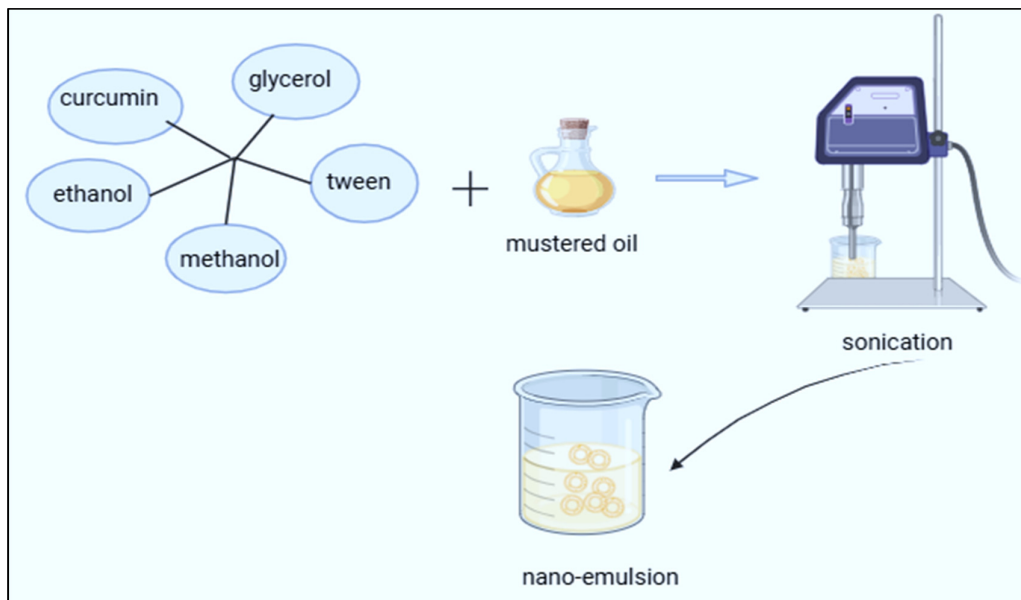 glycerol
curcumin
ethanol
tween
methanol
mustered oil
sonication
nano-emulsion